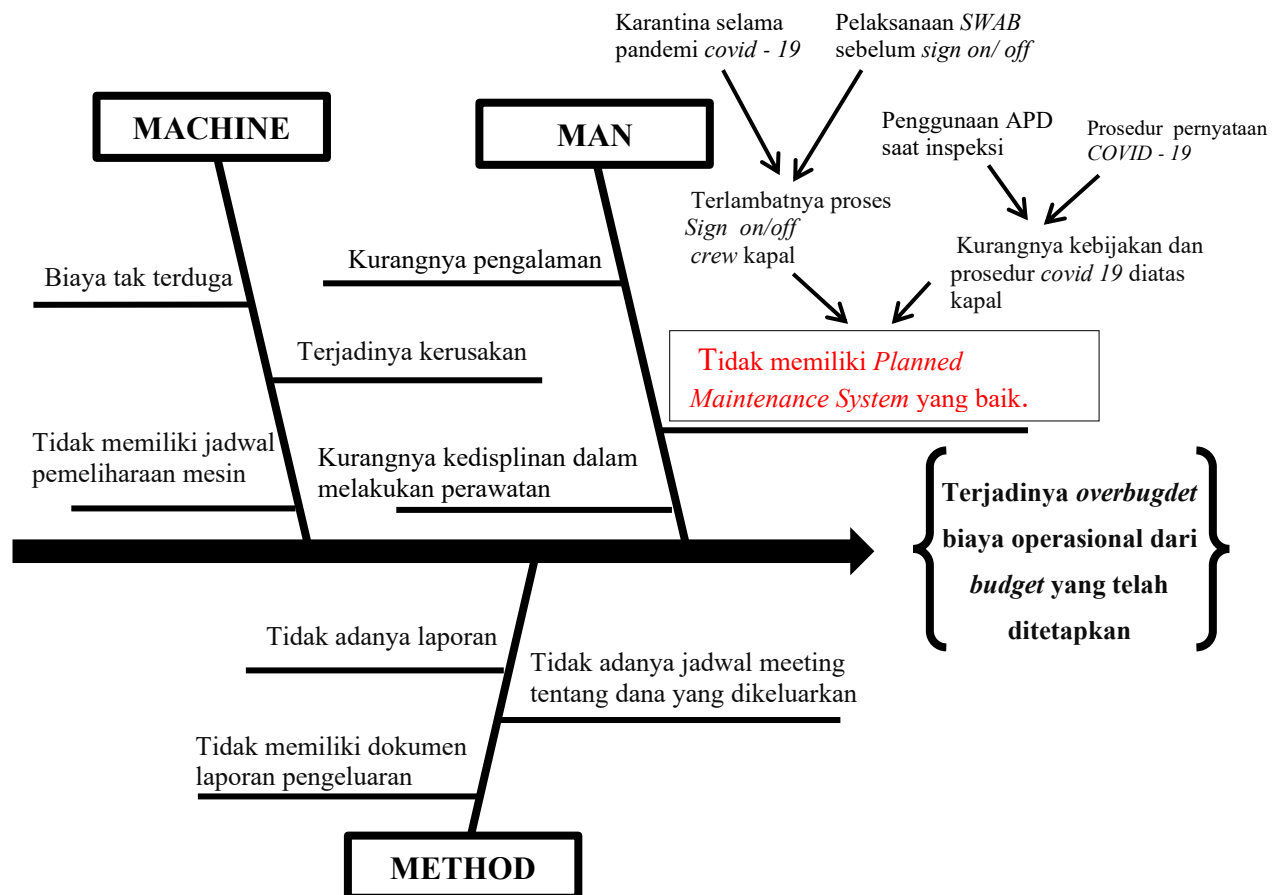 Karantina selama
pandemi covid - 19
Pelaksanaan SWAB
sebelum sign on/ off
MACHINE
MAN
Penggunaan APD
saat inspeksi
Prosedur pernyataan
COVID - 19
Terlambatnya proses
Sign on/off
crew kapal
Kurangnya kebijakan dan
prosedur covid 19 diatas
kapal
Biaya tak terduga
Kurangnya pengalaman
Terjadinya kerusakan
Tidak memiliki Planned
Maintenance System yang baik.
Tidak memiliki jadwal
pemeliharaan mesin
Kurangnya kedisplinan dalam
melakukan perawatan
Terjadinya overbugdet
biaya operasional dari
budget yang telah
ditetapkan
Tidak adanya laporan
Tidak adanya jadwal meeting
tentang dana yang dikeluarkan
Tidak memiliki dokumen
laporan pengeluaran
METHOD